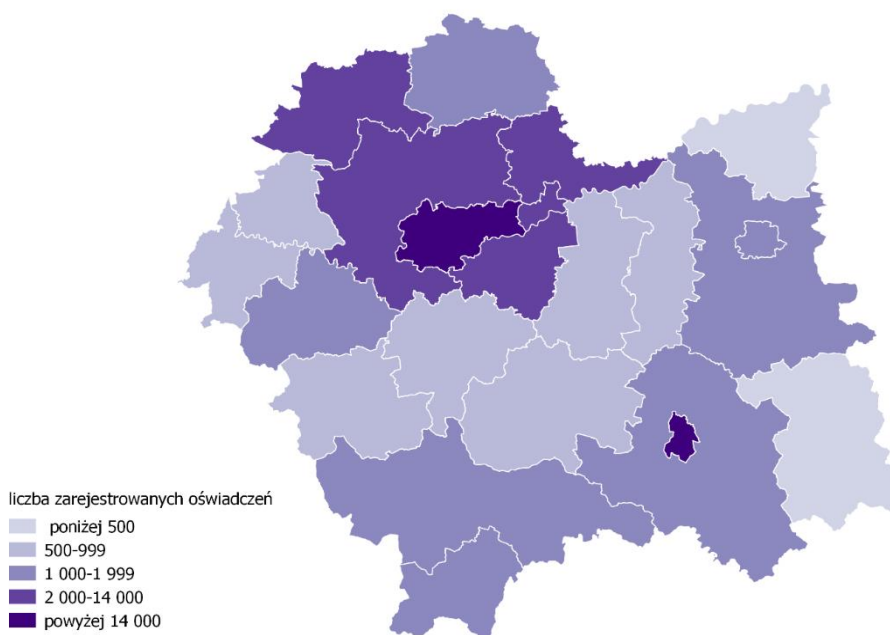 liczba zarejestrowanych oświadczeń
poniżej 500
500-999
1 000-1 999
2 000-14 000
powyżej 14 000